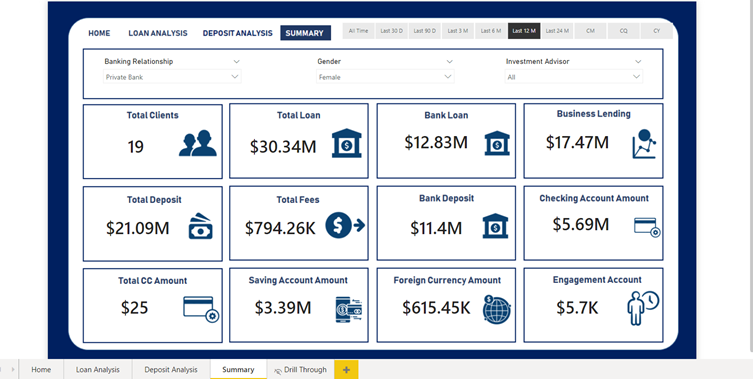 HOME LOAN ANALYSIS DEPOSIT ANALYSIS SUMMARY All Time Last 30 D Last 90 D Last 3 M Last 6 M Last 12 M Last 24 M CM CQ CY
Banking Relationship Gender Investment Advisor
Private Bank Female All
Total Clients
19
Total Loan
$30.34M
Bank Loan
$12.83M
Business Lending
$17.47M
Total Deposit
$21.09M
Total Fees
$794.26K
Bank Deposit
$11.4M
Checking Account Amount
$5.69M
Total CC Amount
$25
Saving Account Amount
$3.39M
Foreign Currency Amount
$615.45K
Engagement Account
$5.7K
Home Loan Analysis Deposit Analysis Summary Drill Through +